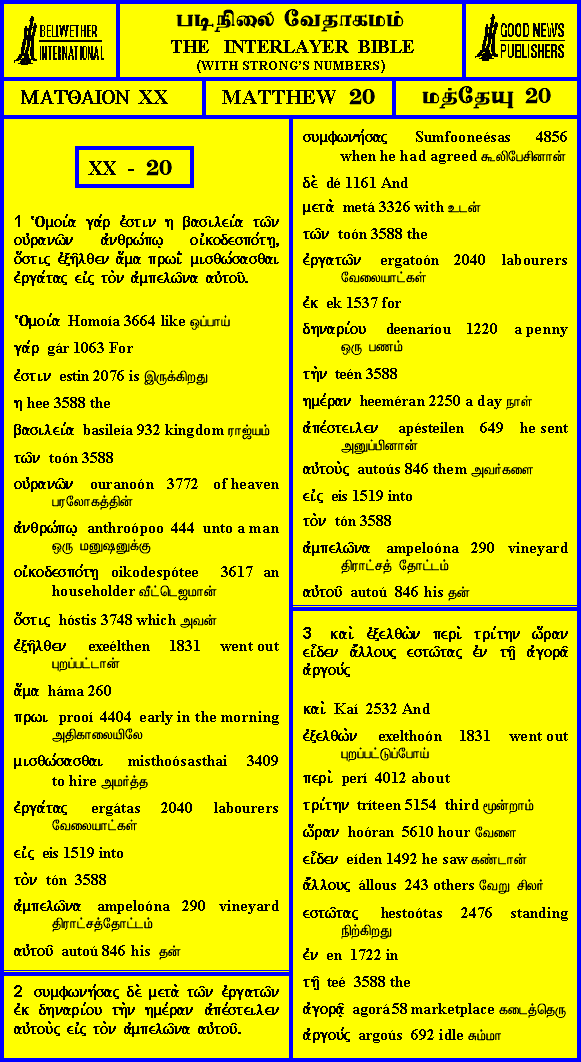 BELLWETHER
INTERNATIONAL
படிநிலை வேதாகமம்
THE INTERLAYER BIBLE
(WITH STRONG'S NUMBERS)
GOOD NEWS
PUBLISHERS
ΜΑΤΘΑΙΟΝ XX
MATTHEW 20
மத்தேயு 20
XX - 20
1 Ὁμοία γάρ ἐστιν η βασιλεία τῶν
οὐρανῶν ἀνθρώπῳ οἰκοδεσπότῃ,
ὅστις ἐξῆλθεν ἅμα πρωῒ μισθώσασθαι
ἐργάτας εἰς τὸν ἀμπελῶνα αὐτοῦ.
Ὁμοία Homoía 3664 like ஒப்பாய்
γάρ gár 1063 For
ἐστιν estin 2076 is இருக்கிறது
η hee 3588 the
βασιλεία basileía 932 kingdom ராஜ்யம்
τῶν toón 3588
οὐρανῶν ouranoón 3772 of heaven
பரலோகத்தின்
ἀνθρώπῳ anthroópoo 444 unto a man
ஒரு மனுஷனுக்கு
οἰκοδεσπότῃ oikodespótee 3617 an
householder வீட்டெஜமான்
ὅστις hóstis 3748 which அவன்
ἐξῆλθεν exeélthen 1831 went out
புறப்பட்டான்
ἅμα háma 260
πρωι prooí 4404 early in the morning
அதிகாலையிலே
μισθώσασθαι misthoósasthai 3409
to hire அமர்த்த
ἐργάτας ergátas 2040 labourers
வேலையாட்கள்
εἰς eis 1519 into
τὸν tón 3588
ἀμπελῶνα ampeloóna 290 vineyard
திராட்சத்தோட்டம்
αὐτοῦ autoú 846 his தன்
2 συμφωνήσας δὲ μετὰ τῶν ἐργατῶν
ἐκ δηναρίου τὴν ημέραν ἀπέστειλεν
αὐτοὺς εἰς τὸν ἀμπελῶνα αὐτοῦ.
συμφωνήσας Sumfooneésas 4856
when he had agreed கூலிபேசினான்
δὲ dé 1161 And
μετὰ metá 3326 with உடன்
τῶν toón 3588 the
ἐργατῶν ergatoón 2040 labourers
வேலையாட்கள்
ἐκ ek 1537 for
δηναρίου deenaríou 1220 a penny
ஒரு பணம்
τὴν teén 3588
ημέραν heeméran 2250 a day நாள்
ἀπέστειλεν apésteilen 649 he sent
அனுப்பினான்
αὐτοὺς autoús 846 them அவர்களை
εἰς eis 1519 into
τὸν tón 3588
ἀμπελῶνα ampeloóna 290 vineyard
திராட்சத் தோட்டம்
αὐτοῦ autoú 846 his தன்
3 καὶ ἐξελθὼν περὶ τρίτην ὥραν
εἶδεν ἄλλους εστῶτας ἐν τῇ ἀγορᾷ
ἀργούς
καὶ Kaí 2532 And
ἐξελθὼν exelthoón 1831 went out
புறப்பட்டுப்போய்
περὶ perí 4012 about
τρίτην tríteen 5154 third மூன்றாம்
ὥραν hoóran 5610 hour வேளை
εἶδεν eíden 1492 he saw கண்டான்
ἄλλους állous 243 others வேறு சிலர்
εστῶτας hestoótas 2476 standing
நிற்கிறது
ἐν en 1722 in
τῇ teé 3588 the
ἀγορᾷ agorá 58 marketplace கடைத்தெரு
ἀργούς argoús 692 idle சும்மா